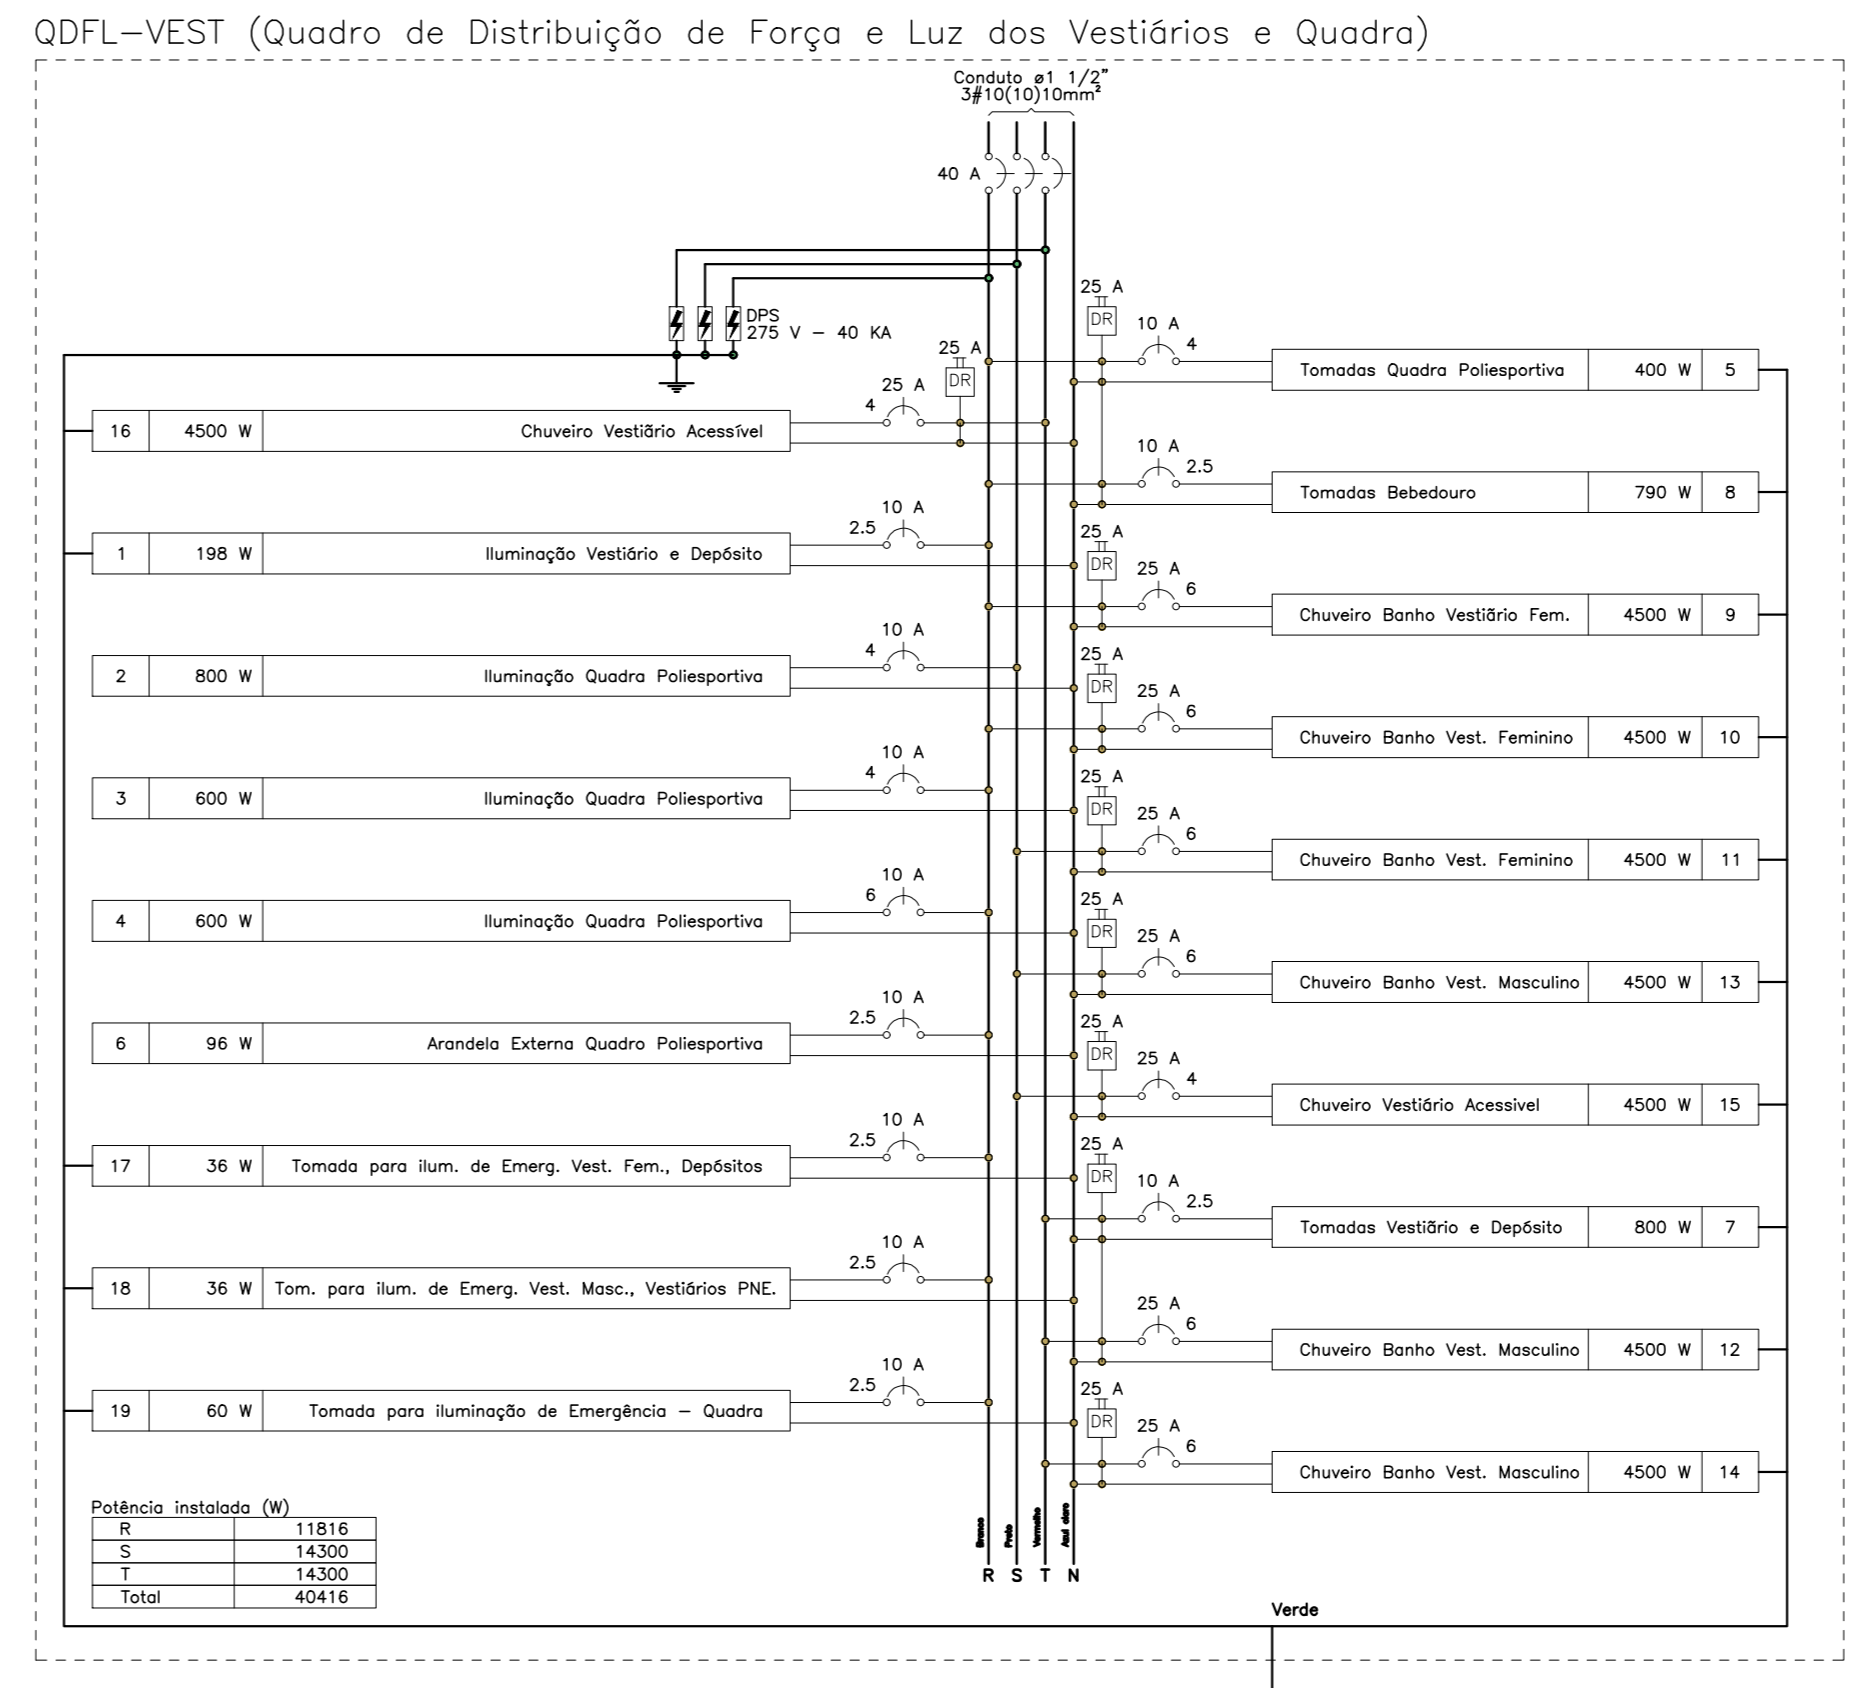 QDFL-VEST (Quadro de Distribuição de Força e Luz dos Vestiários e Quadra)
Conduto ø1 1/2"
3#10(10)10mm²
40 A
DPS
275 V - 40 KA
25 A
DR
25 A
4
16 4500 W Chuveiro Vestiãrio Acessível
10 A
2.5
1 198 W Iluminação Vestiário e Depósito
10 A
4
2 800 W Iluminação Quadra Poliesportiva
10 A
4
3 600 W Iluminação Quadra Poliesportiva
10 A
6
4 600 W Iluminação Quadra Poliesportiva
10 A
2.5
6 96 W Arandela Externa Quadro Poliesportiva
10 A
2.5
17 36 W Tomada para ilum. de Emerg. Vest. Fem., Depósitos
10 A
2.5
18 36 W Tom. para ilum. de Emerg. Vest. Masc., Vestiários PNE.
10 A
2.5
19 60 W Tomada para iluminação de Emergência - Quadra
25 A
DR
10 A
4
Tomadas Quadra Poliesportiva 400 W 5
10 A
2.5
Tomadas Bebedouro 790 W 8
25 A
DR
25 A
6
Chuveiro Banho Vestiãrio Fem. 4500 W 9
25 A
DR
25 A
6
Chuveiro Banho Vest. Feminino 4500 W 10
25 A
DR
25 A
6
Chuveiro Banho Vest. Feminino 4500 W 11
25 A
DR
25 A
6
Chuveiro Banho Vest. Masculino 4500 W 13
25 A
DR
25 A
4
Chuveiro Vestiário Acessivel 4500 W 15
25 A
DR
10 A
2.5
Tomadas Vestiãrio e Depósito 800 W 7
25 A
6
Chuveiro Banho Vest. Masculino 4500 W 12
25 A
DR
25 A
6
Chuveiro Banho Vest. Masculino 4500 W 14
Potência instalada (W)
R 11816
S 14300
T 14300
Total 40416
Branco
Preto
Vermelho
Azul claro
R S T N
Verde